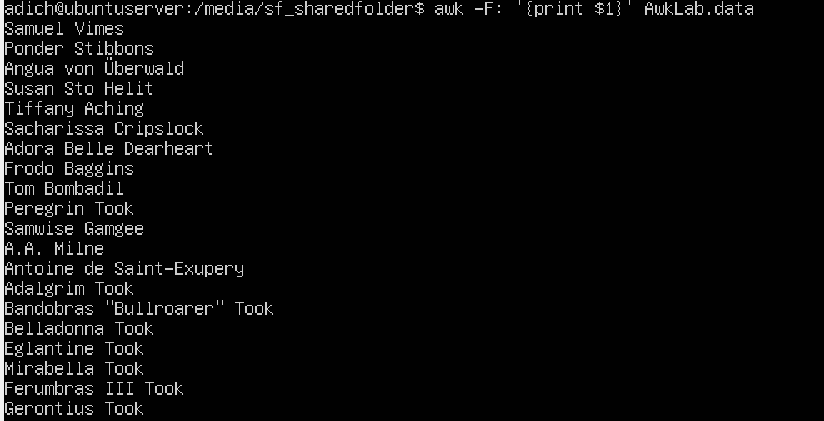 adich@ubuntuserver:/media/sf_sharedfolder$ awk -F: '{print $1}' AwkLab.data
Samuel Vimes
Ponder Stibbons
Angua von Überwald
Susan Sto Helit
Tiffany Aching
Sacharissa Cripslock
Adora Belle Dearheart
Frodo Baggins
Tom Bombadil
Peregrin Took
Samwise Gamgee
A.A. Milne
Antoine de Saint-Exupery
Adalgrim Took
Bandobras "Bullroarer" Took
Belladonna Took
Eglantine Took
Mirabella Took
Ferumbras III Took
Gerontius Took